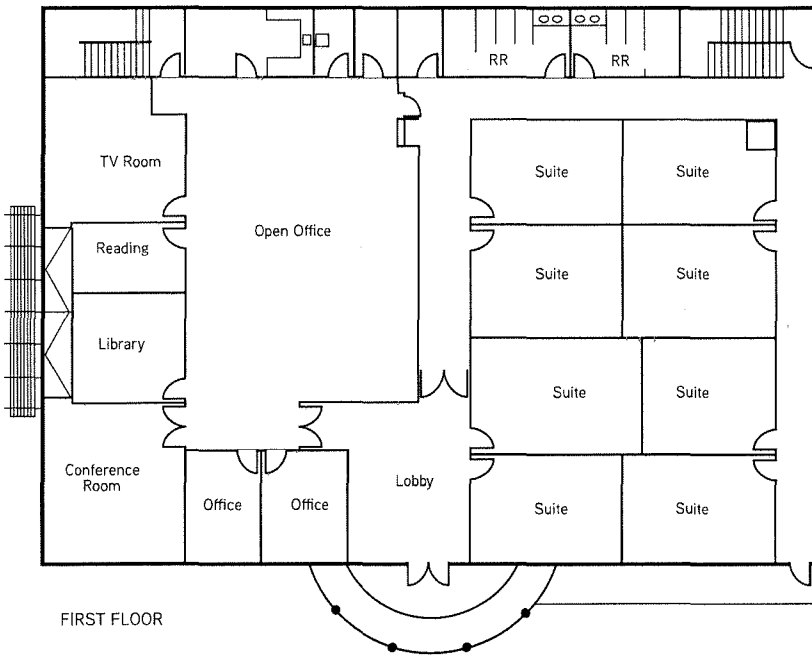 RR
RR
TV Room
Suite
Suite
Open Office
Reading
Suite
Suite
Library
Suite
Suite
Conference
Room
Lobby
Office
Office
Suite
Suite
FIRST FLOOR